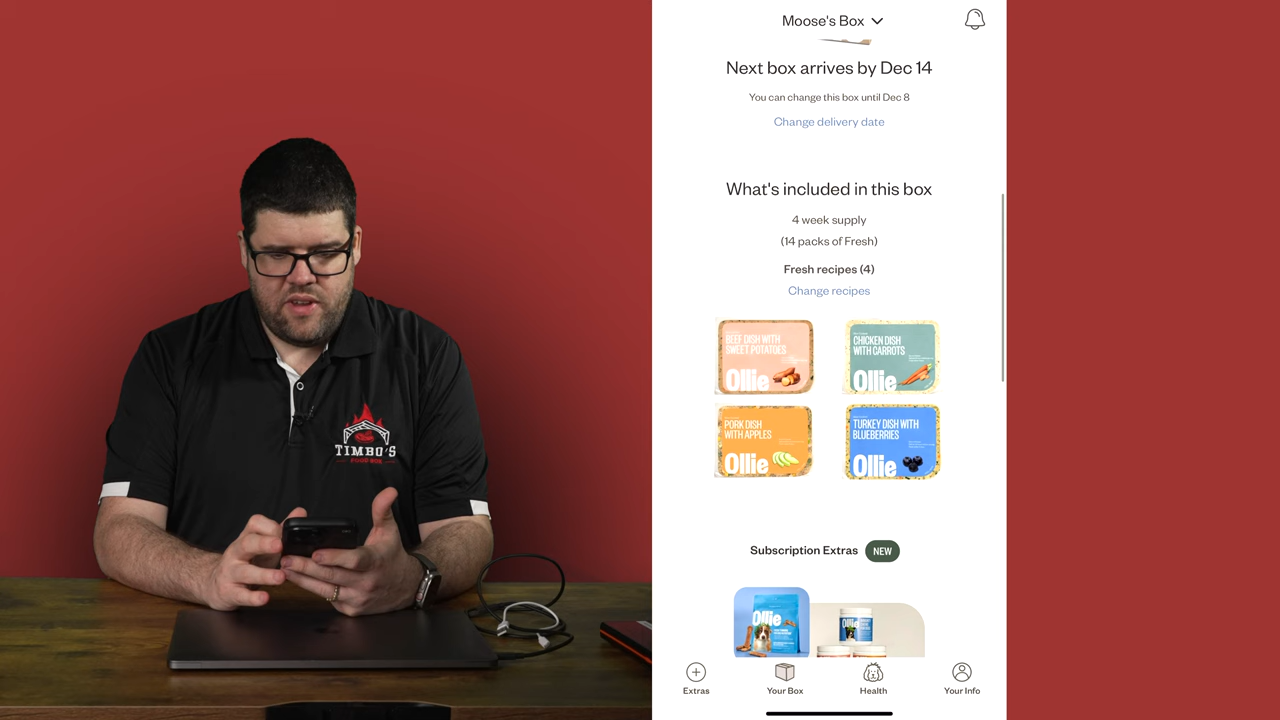 TIMBO'S
FOOD BOX
Moose's Box
Next box arrives by Dec 14
You can change this box until Dec 8
Change delivery date
What's included in this box
4 week supply
(14 packs of Fresh)
Fresh recipes (4)
Change recipes
BEEF DISH WITH
SWEET POTATOES
Ollie
CHICKEN DISH
WITH CARROTS
Ollie
PORK DISH
WITH APPLES
Ollie
TURKEY DISH WITH
BLUEBERRIES
Ollie
Subscription Extras NEW
Ollie
Ollie
Extras
Your Box
Health
Your Info